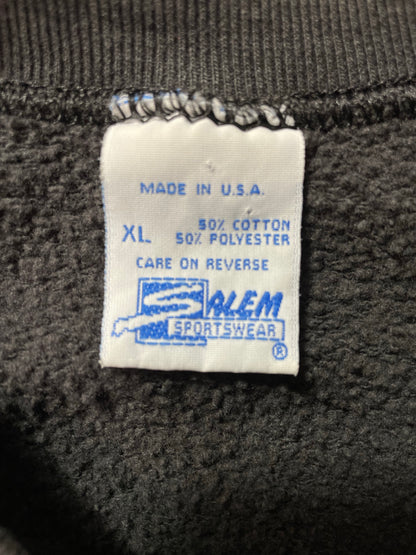 MADE IN U.S.A.
XL 50% COTTON
50% POLYESTER
CARE ON REVERSE
SALEM
SPORTSWEAR
®